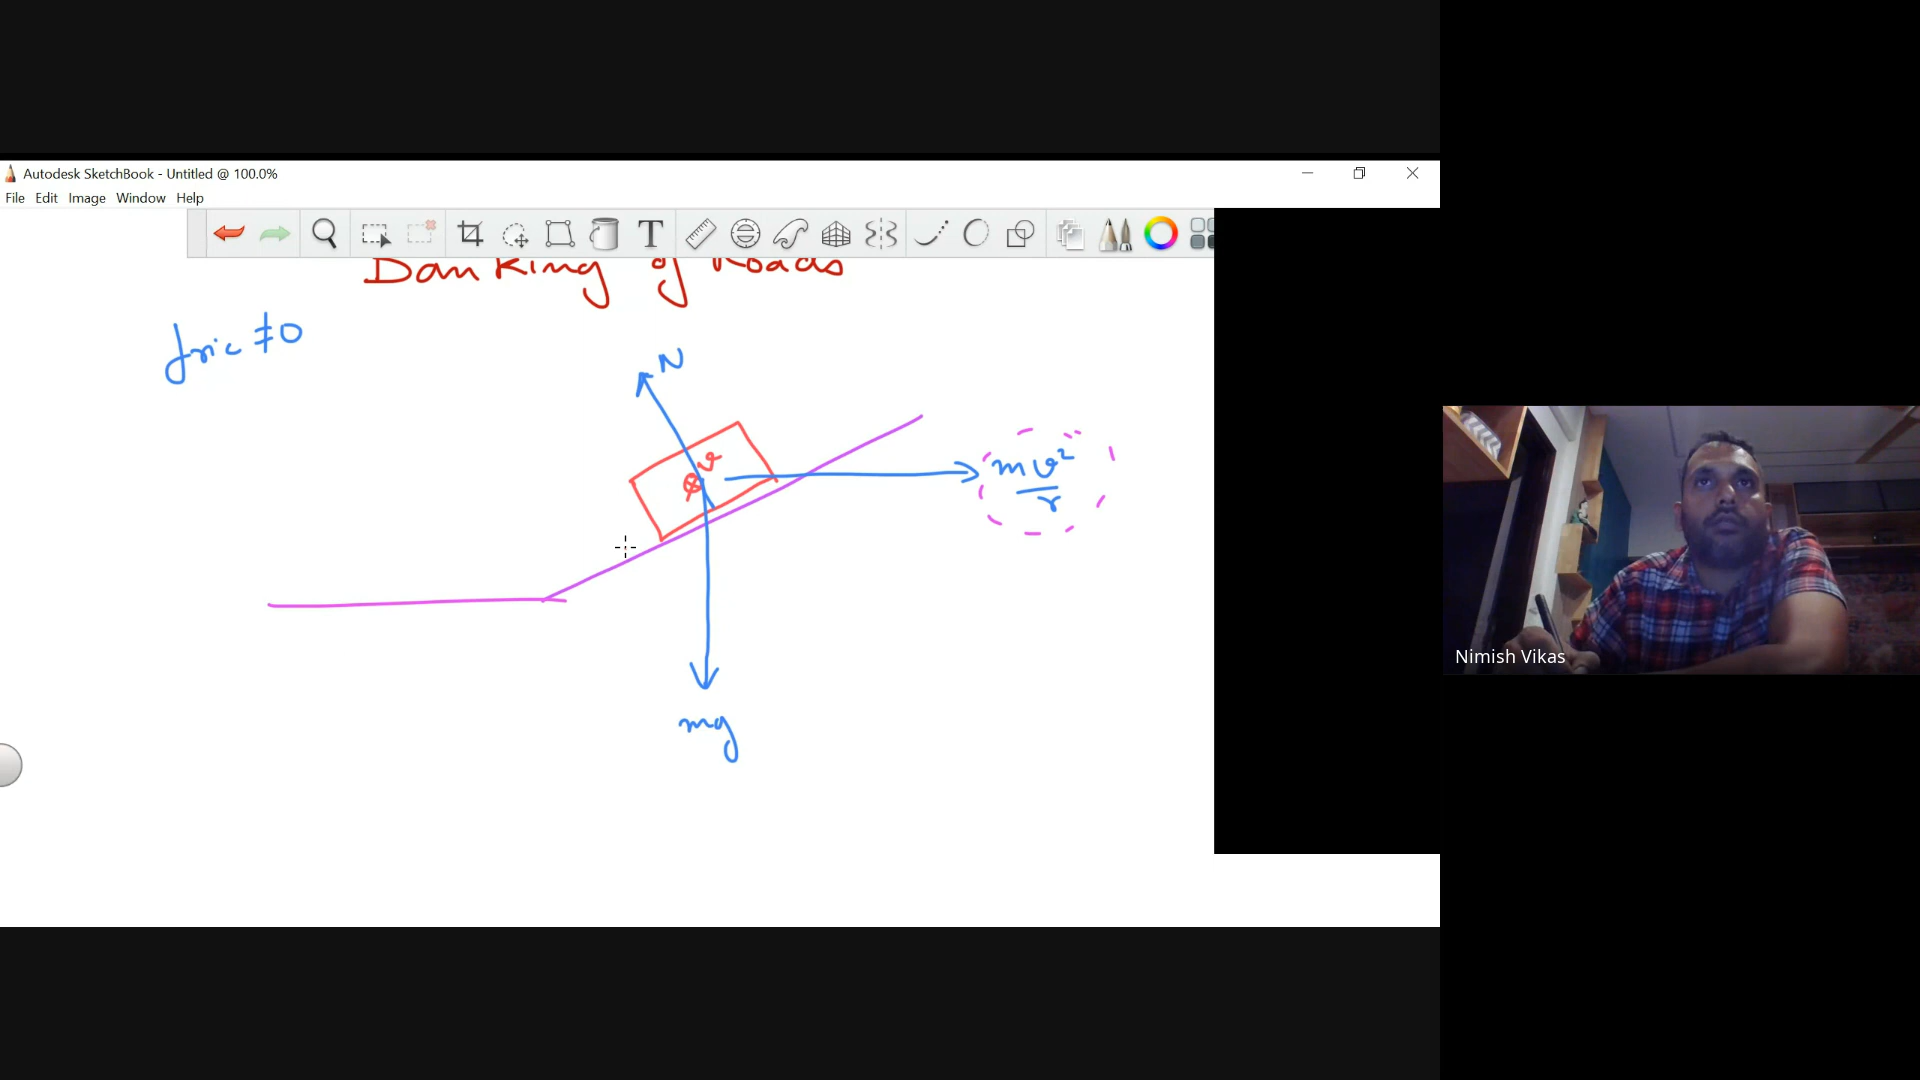 Autodesk SketchBook - Untitled @ 100.0%
File Edit Image Window Help
T
Banking of Roads
fric ≠ 0
N
v
mv²
r
mg
Nimish Vikas